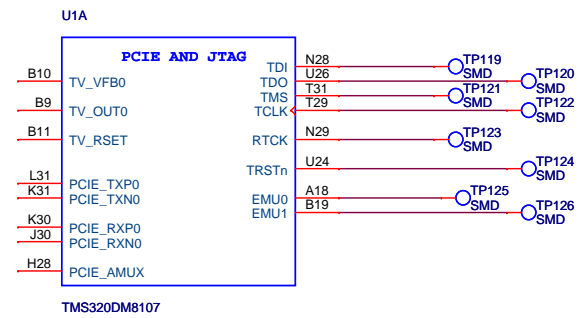 U1A
PCIE AND JTAG
B10 TV_VFB0
B9 TV_OUT0
B11 TV_RSET
L31 PCIE_TXP0
K31 PCIE_TXN0
K30 PCIE_RXP0
J30 PCIE_RXN0
H28 PCIE_AMUX
TDI N28 TP119
SMD
TDO U26 TP120
SMD
TMS T31 TP121
SMD
TCLK T29 TP122
SMD
RTCK N29 TP123
SMD
TRSTn U24 TP124
SMD
EMU0 A18 TP125
SMD
EMU1 B19 TP126
SMD
TMS320DM8107